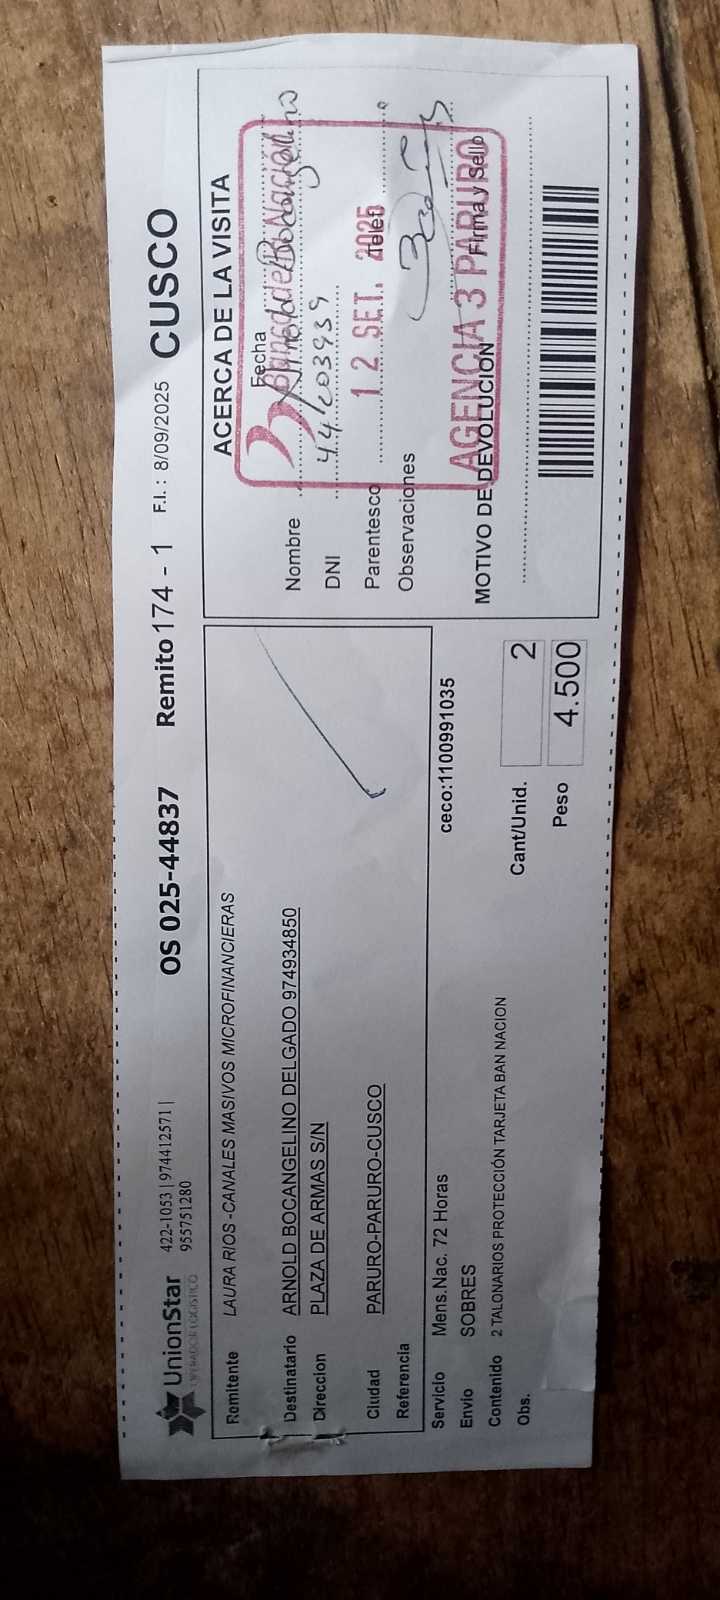 UnionStar
OPERADOR LOGISTICO
422-1053 | 974412571 |
955751280
OS 025-44837
Remito 174 - 1
F.I.: 8/09/2025
CUSCO
Remitente LAURA RIOS -CANALES MASIVOS MICROFINANCIERAS
Destinatario ARNOLD BOCANGELINO DELGADO 974934850
Direccion PLAZA DE ARMAS S/N
Ciudad PARURO-PARURO-CUSCO
Referencia
Servicio Mens.Nac. 72 Horas
ceco:1100991035
Envio SOBRES
Contenido 2 TALONARIOS PROTECCIÓN TARJETA BAN NACION
Obs.
Cant/Unid. 2
Peso 4.500
ACERCA DE LA VISITA
Fecha
Nombre Arnold Bocangelino
Banco de la Nación
DNI
Parentesco
12 SET. 2025
Telef
Observaciones
AGENCIA 3 PARURO
Firma y Sello
MOTIVO DE DEVOLUCION